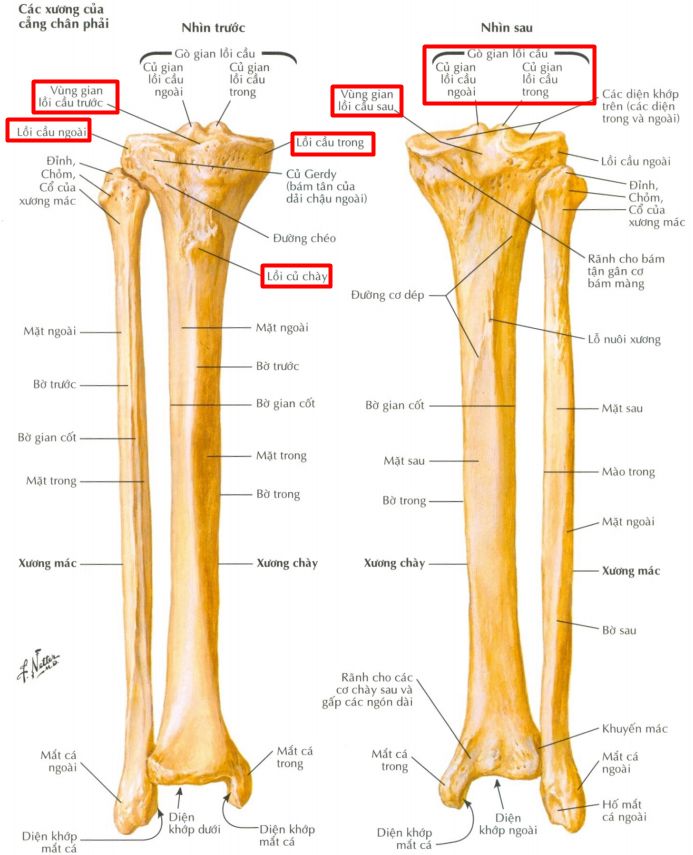 Các xương của
cẳng chân phải
Nhìn trước
Gò gian lồi cầu
Củ gian
lồi cầu
ngoài
Củ gian
lồi cầu
trong
Vùng gian
lồi cầu trước
Lồi cầu ngoài
Lồi cầu trong
Đỉnh,
Chỏm,
Cổ của
xương mác
Củ Gerdy
(bám tân của
dải chậu ngoài)
Đường chéo
Lồi củ chày
Mặt ngoài
Mặt ngoài
Bờ trước
Bờ trước
Bờ gian cốt
Bờ gian cốt
Mặt trong
Mặt trong
Bờ trong
Xương mác
Xương chày
Mắt cá
ngoài
Mắt cá
trong
Diện khớp
mắt cá
Diện
khớp dưới
Diện khớp
mắt cá
Nhìn sau
Gò gian lồi cầu
Củ gian
lồi cầu
ngoài
Củ gian
lồi cầu
trong
Vùng gian
lồi cầu sau
Các diện khớp
trên (các diện
trong và ngoài)
Lồi cầu ngoài
Đỉnh,
Chỏm,
Cổ của
xương mác
Rãnh cho bám
tận gân cơ
bám màng
Đường cơ dép
Lỗ nuôi xương
Bờ gian cốt
Mặt sau
Mặt sau
Mào trong
Bờ trong
Mặt ngoài
Xương chày
Xương mác
Bờ sau
Rãnh cho các
cơ chày sau và
gấp các ngón dài
Khuyến mác
Mắt cá
trong
Mắt cá
ngoài
Hố mắt
cá ngoài
Diện khớp
mắt cá
Diện
khớp ngoài
F. Netter
M.D.